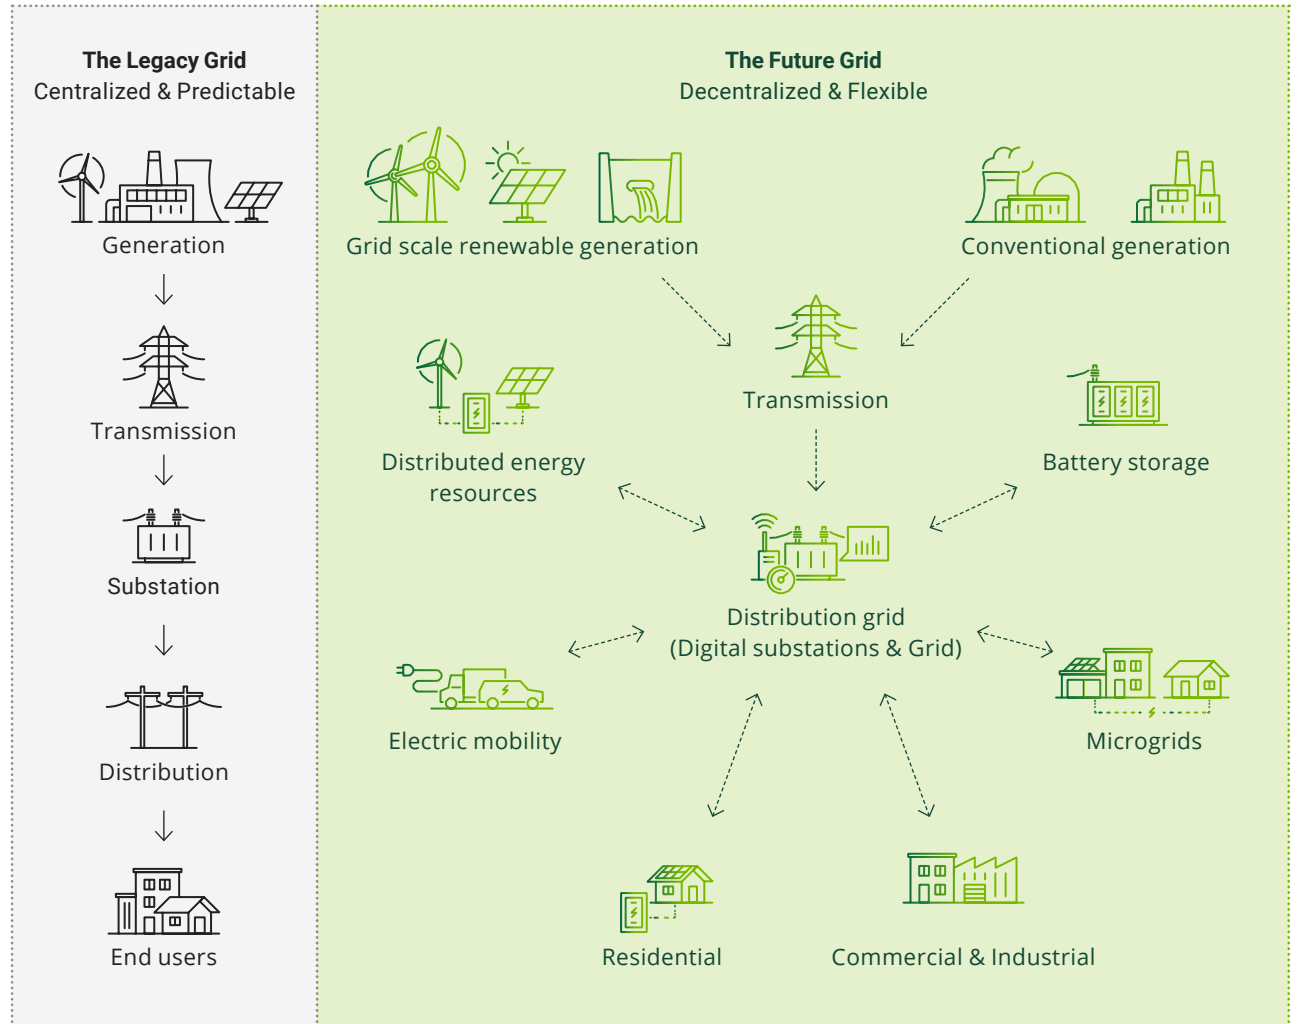 The Legacy Grid
Centralized & Predictable
Generation
Transmission
Substation
Distribution
End users
The Future Grid
Decentralized & Flexible
Grid scale renewable generation
Conventional generation
Transmission
Distributed energy
resources
Battery storage
Distribution grid
(Digital substations & Grid)
Electric mobility
Microgrids
Residential
Commercial & Industrial